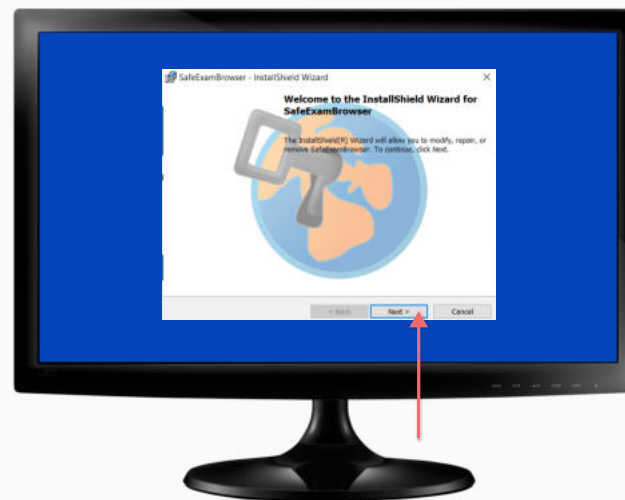 SafeExamBrowser - InstallShield Wizard
Welcome to the InstallShield Wizard for
SafeExamBrowser
The InstallShield(R) Wizard will allow you to modify, repair, or
remove SafeExamBrowser. To continue, click Next.
< Back
Next >
Cancel